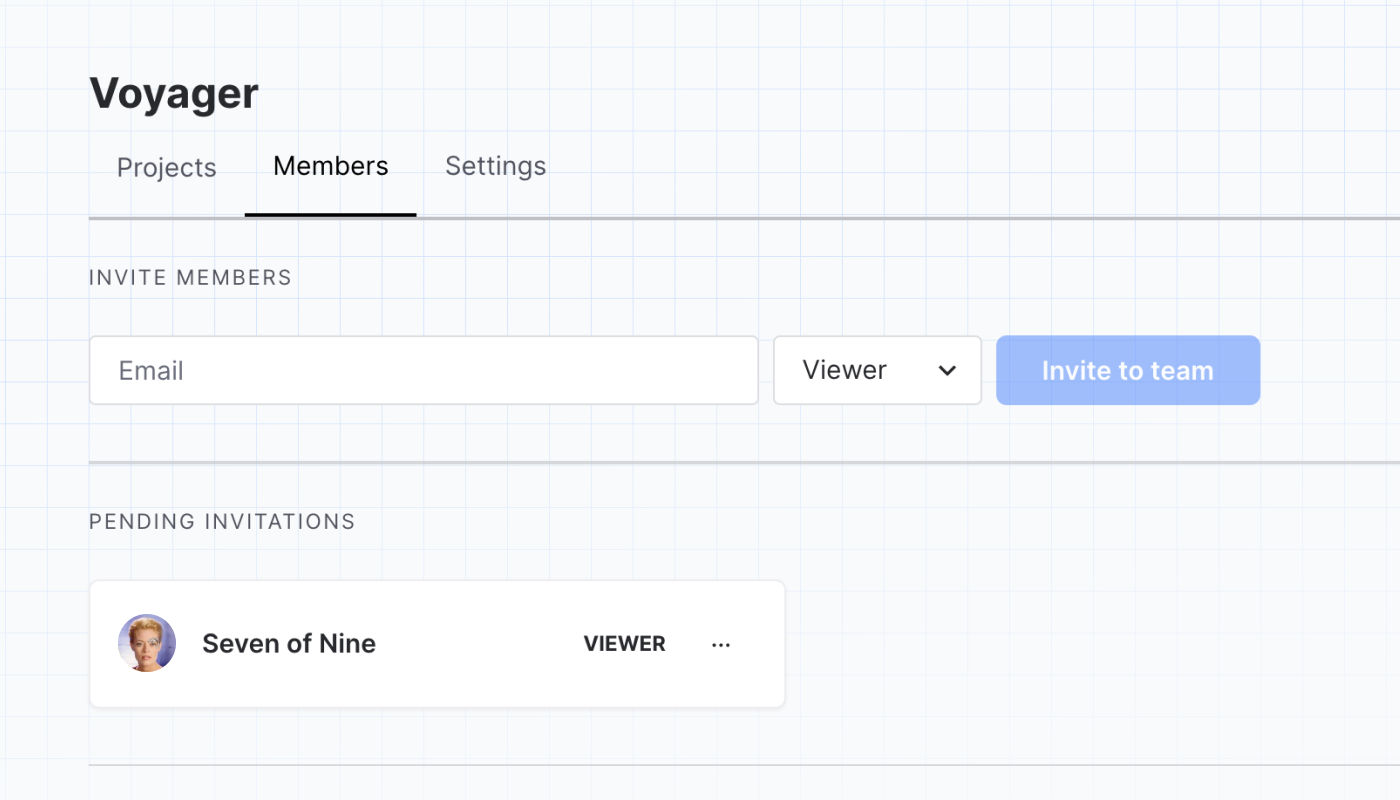 Voyager
Projects Members Settings
INVITE MEMBERS
Email Viewer Invite to team
PENDING INVITATIONS
Seven of Nine VIEWER ...